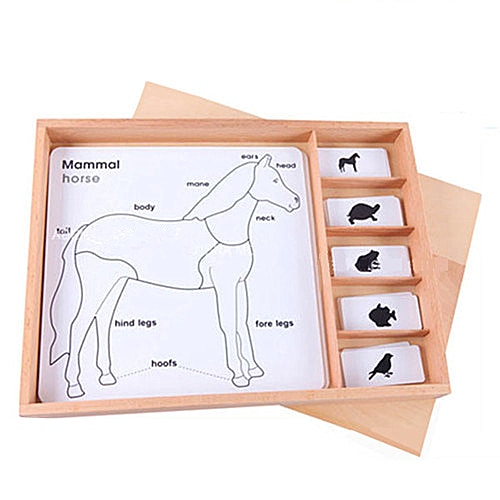 Mammal
horse
ears
head
mane
body
neck
tail
hind legs
fore legs
hoofs